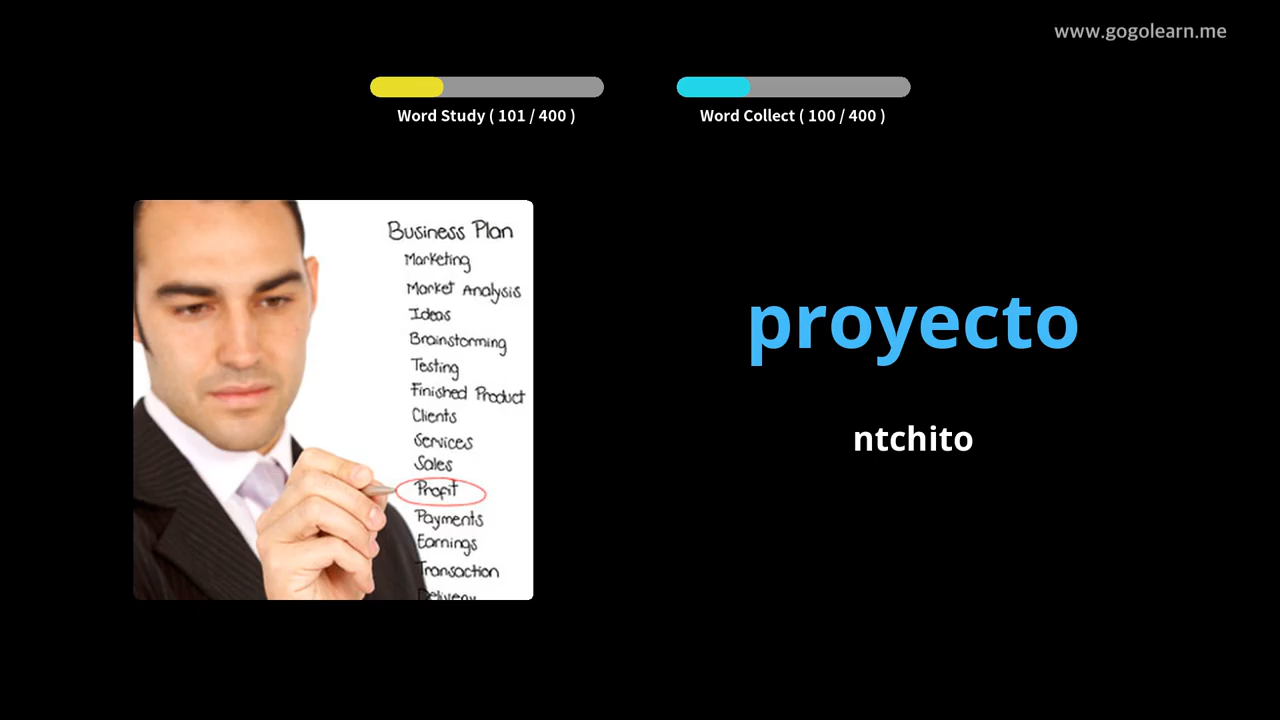 www.gogolearn.me
Word Study ( 101 / 400 )
Word Collect ( 100 / 400 )
Business Plan
Marketing
Market Analysis
Ideas
Brainstorming
Testing
Finished Product
Clients
Services
Sales
Profit
Payments
Earnings
Transaction
Delivery
proyecto
ntchito